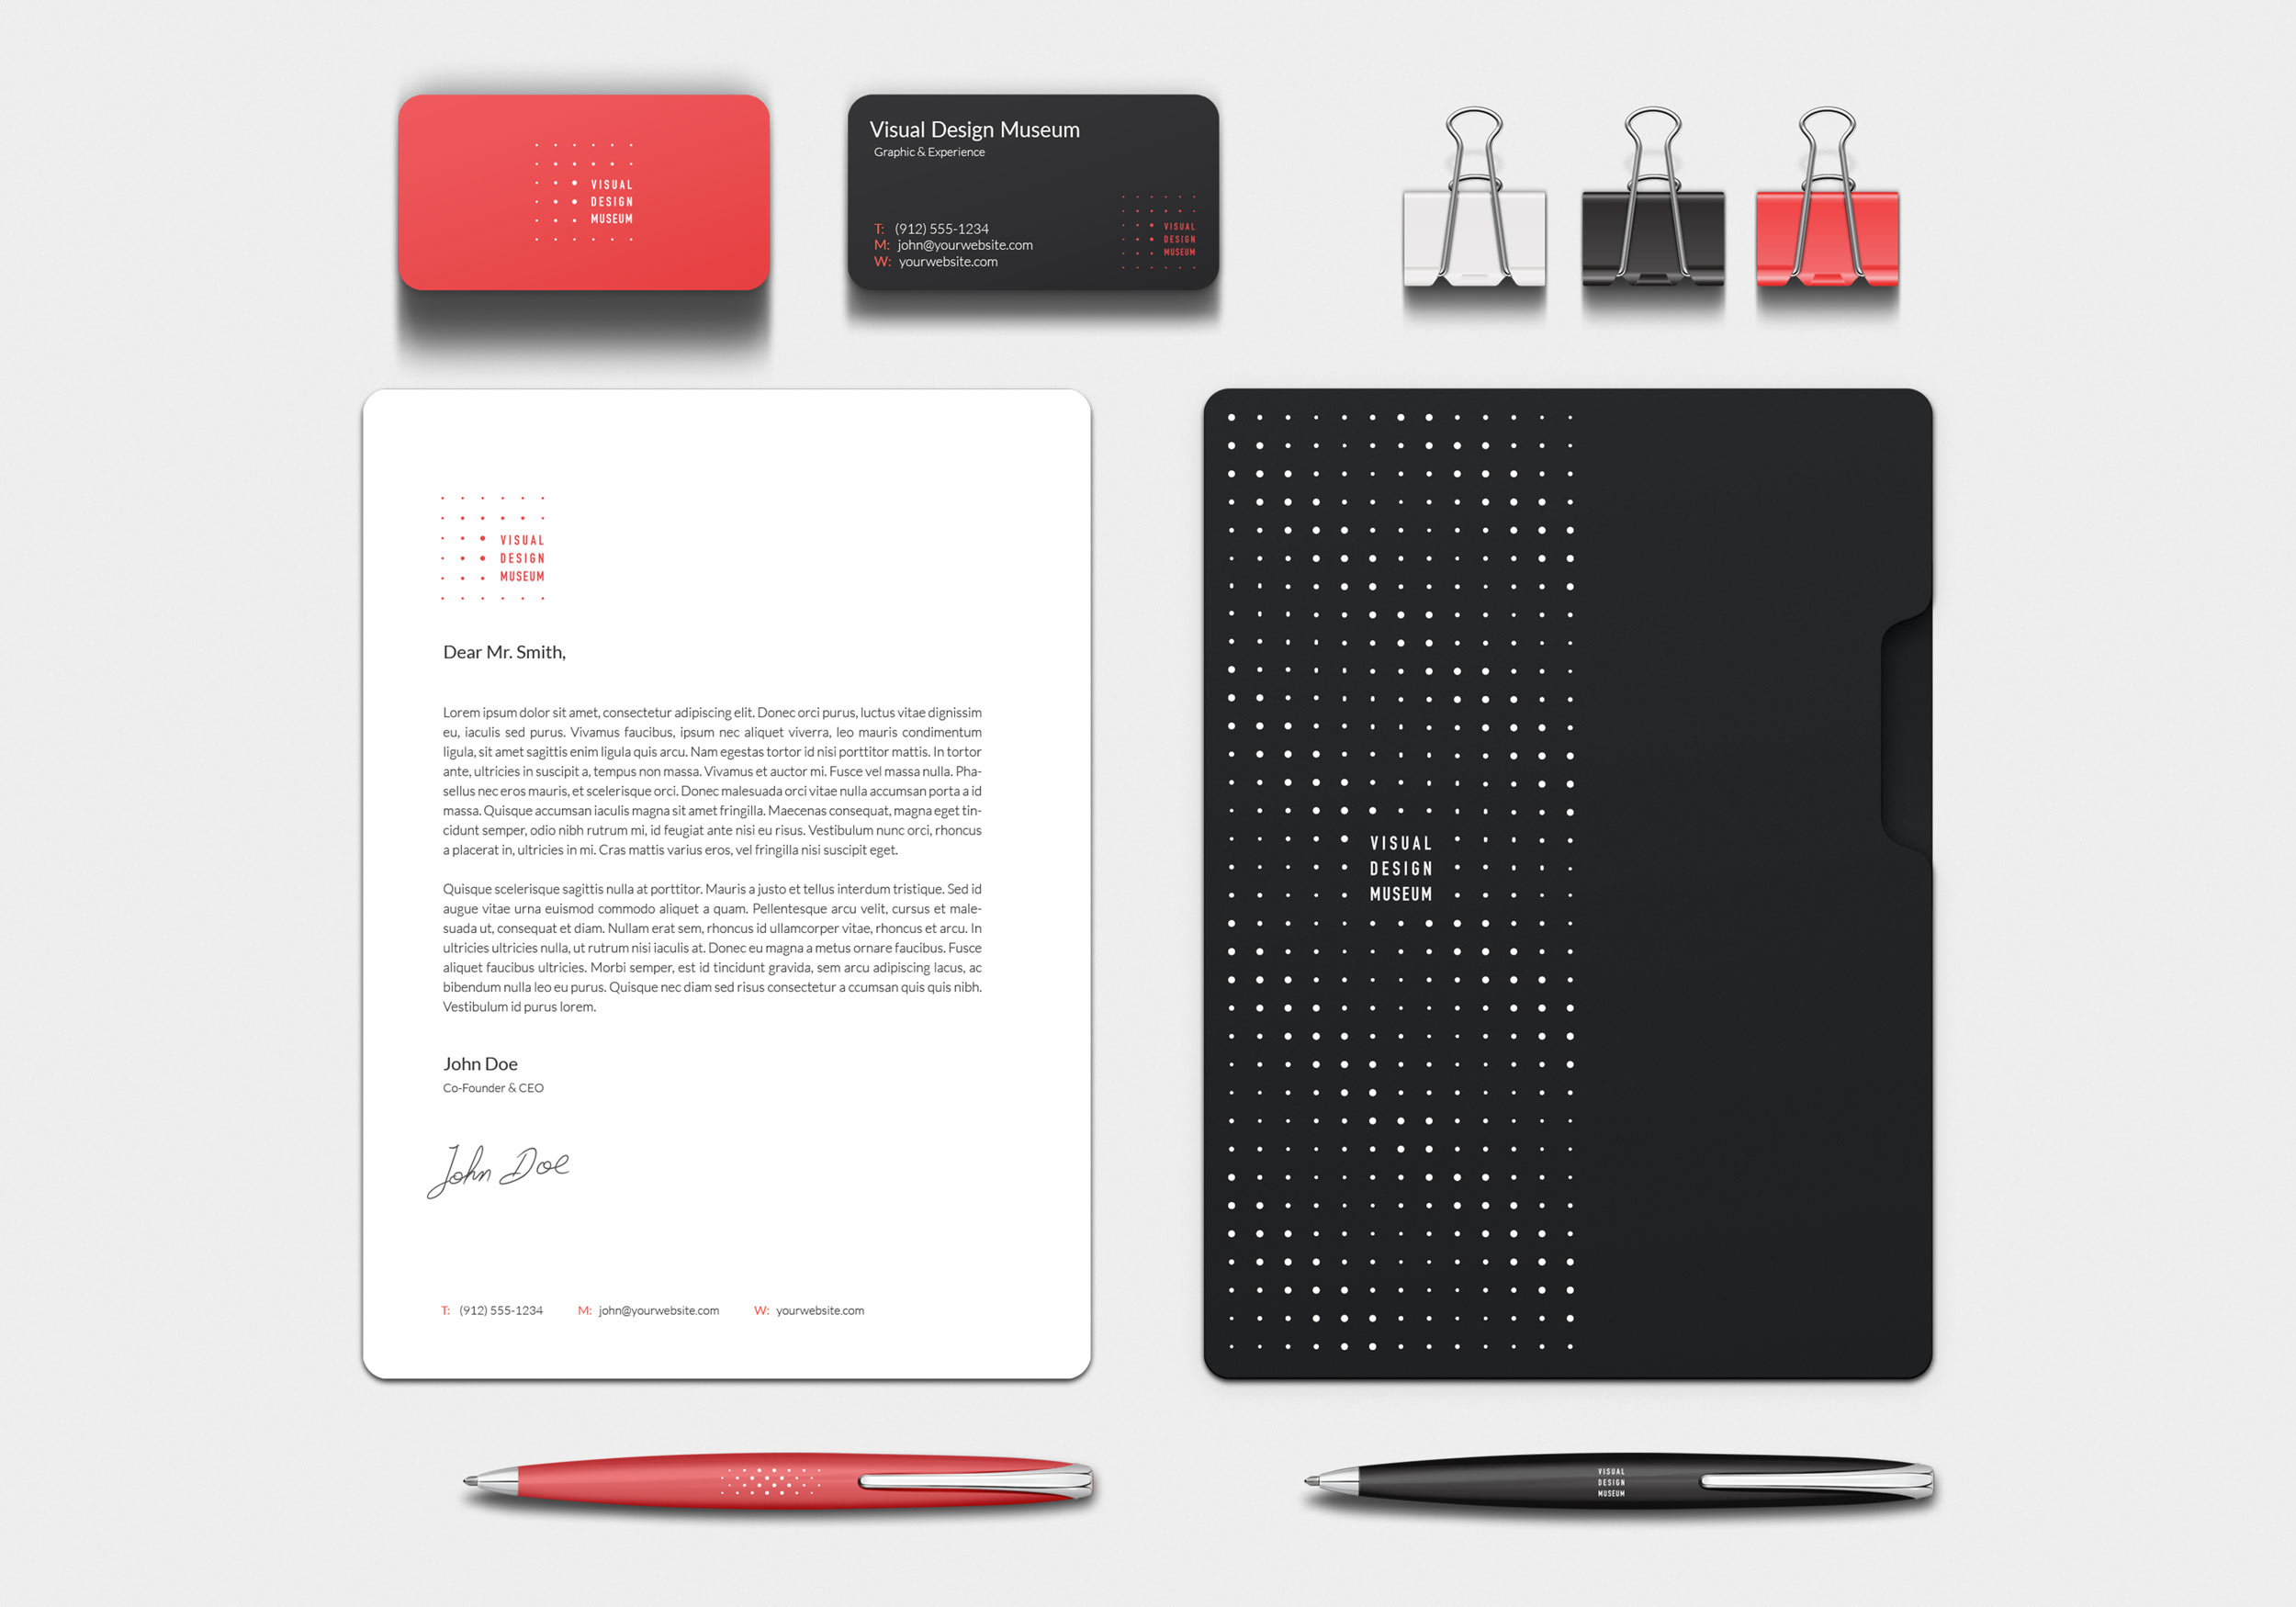 VISUAL
DESIGN
MUSEUM
Visual Design Museum
Graphic & Experience
T: (912) 555-1234
M: john@yourwebsite.com
W: yourwebsite.com
VISUAL
DESIGN
MUSEUM
VISUAL
DESIGN
MUSEUM
Dear Mr. Smith,
Lorem ipsum dolor sit amet, consectetur adipiscing elit. Donec orci purus, luctus vitae dignissim
eu, iaculis sed purus. Vivamus faucibus, ipsum nec aliquet viverra, leo mauris condimentum
ligula, sit amet sagittis enim ligula quis arcu. Nam egestas tortor id nisi porttitor mattis. In tortor
ante, ultricies in suscipit a, tempus non massa. Vivamus et auctor mi. Fusce vel massa nulla. Pha-
sellus nec eros mauris, et scelerisque orci. Donec malesuada orci vitae nulla accumsan porta a id
massa. Quisque accumsan iaculis magna sit amet fringilla. Maecenas consequat, magna eget tin-
cidunt semper, odio nibh rutrum mi, id feugiat ante nisi eu risus. Vestibulum nunc orci, rhoncus
a placerat in, ultricies in mi. Cras mattis varius eros, vel fringilla nisi suscipit eget.
Quisque scelerisque sagittis nulla at porttitor. Mauris a justo et tellus interdum tristique. Sed id
augue vitae urna euismod commodo aliquet a quam. Pellentesque arcu velit, cursus et male-
suada ut, consequat et diam. Nullam erat sem, rhoncus id ullamcorper vitae, rhoncus et arcu. In
ultricies ultricies nulla, ut rutrum nisi iaculis at. Donec eu magna a metus ornare faucibus. Fusce
aliquet faucibus ultricies. Morbi semper, est id tincidunt gravida, sem arcu adipiscing lacus, ac
bibendum nulla leo eu purus. Quisque nec diam sed risus consectetur a ccumsan quis quis nibh.
Vestibulum id purus lorem.
John Doe
Co-Founder & CEO
John Doe
T: (912) 555-1234 M: john@yourwebsite.com W: yourwebsite.com
VISUAL
DESIGN
MUSEUM
VISUAL
DESIGN
MUSEUM